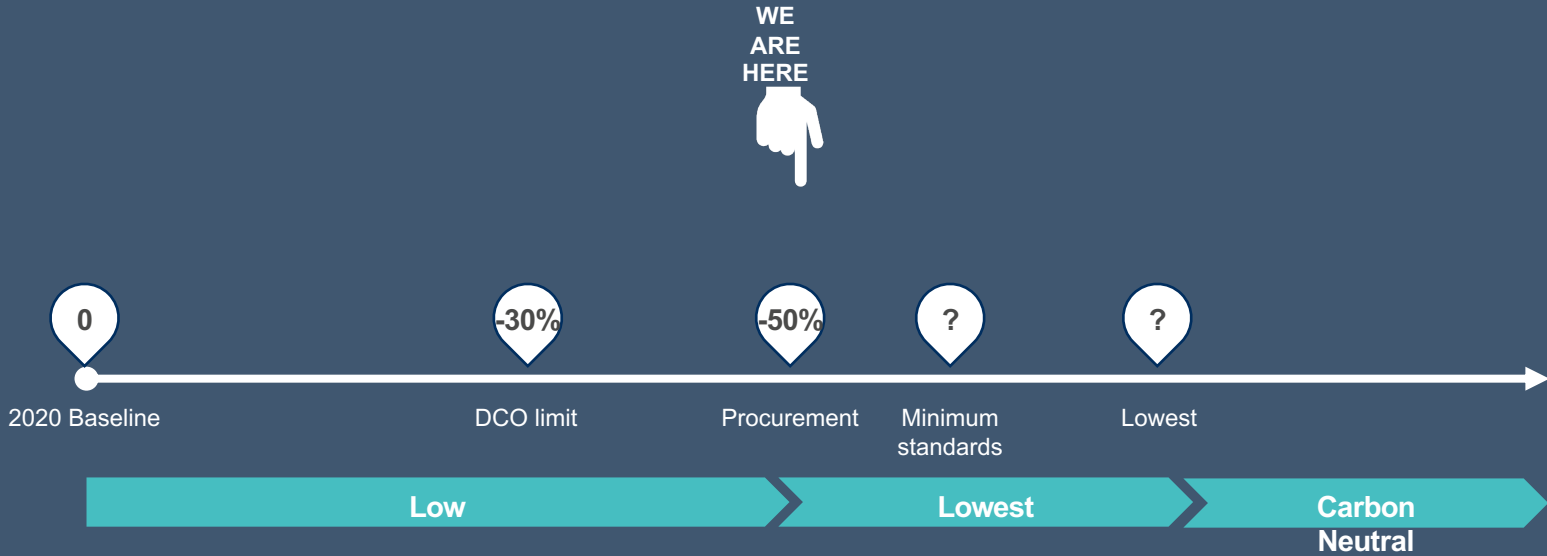 WE
ARE
HERE
0
-30%
-50%
?
?
2020 Baseline
DCO limit
Procurement
Minimum
standards
Lowest
Low
Lowest
Carbon
Neutral